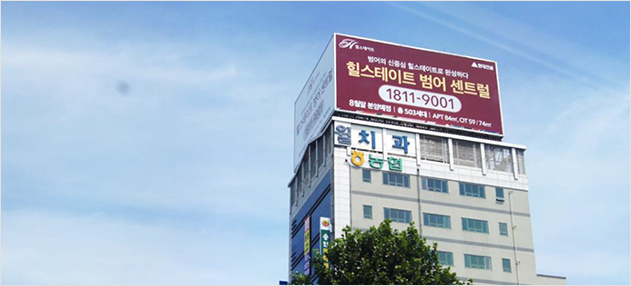 힐스테이트
현대건설
범어의 신중심 힐스테이트로 완성하다
힐스테이트 범어 센트럴
1811-9001
8월말 분양예정 | 총 503세대 | APT 84㎡, OT 59 / 74㎡
월치과
농협